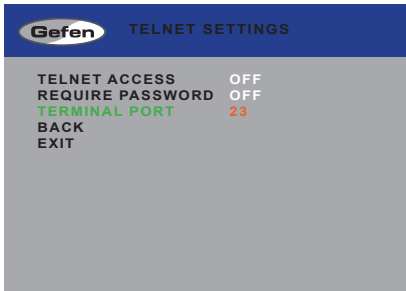 Gefen TELNET SETTINGS
TELNET ACCESS OFF
REQUIRE PASSWORD OFF
TERMINAL PORT 23
BACK
EXIT